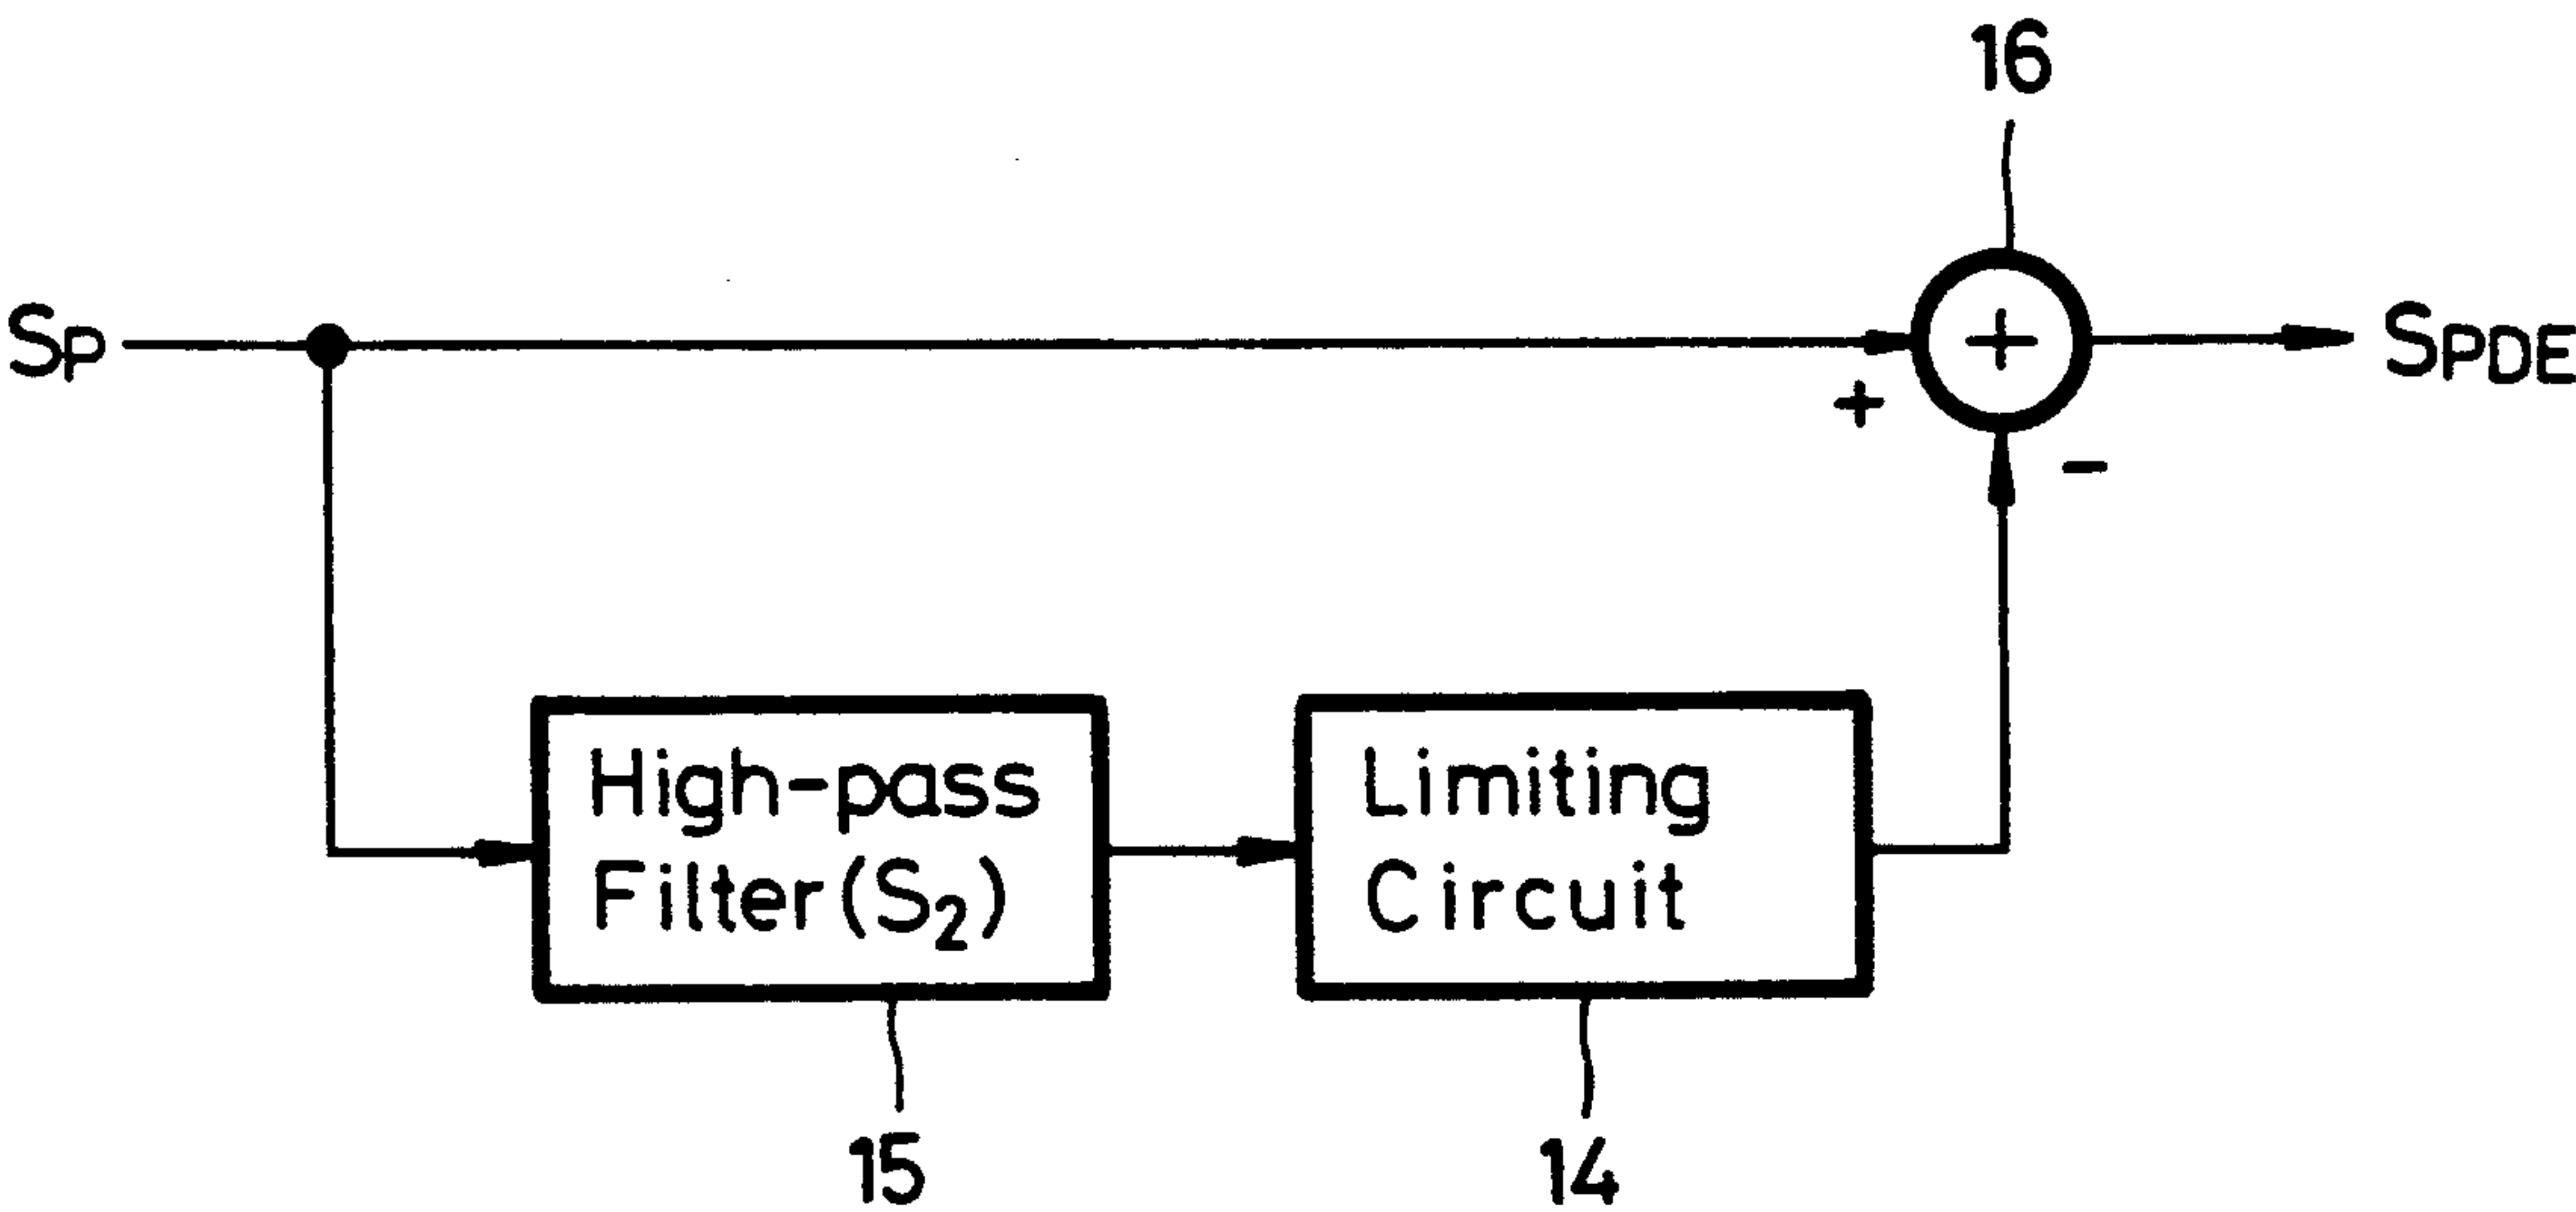 16
Sp
+
+
SPDE
-
High-pass
Filter(S2)
Limiting
Circuit
15
14